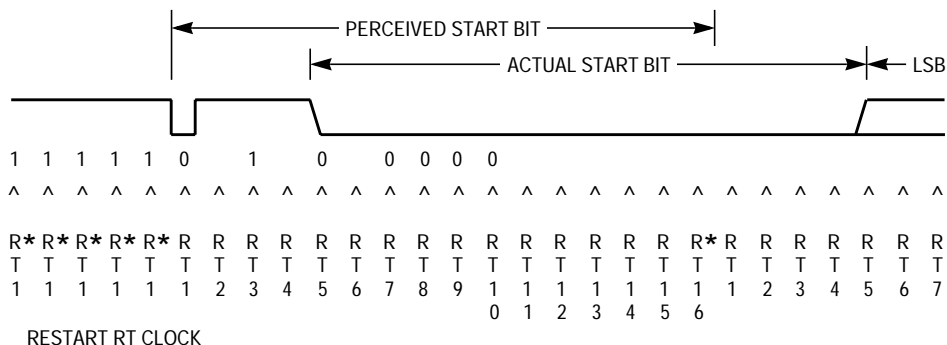 PERCEIVED START BIT
ACTUAL START BIT
LSB
1 1 1 1 1 0 1 0 0 0 0 0
^ ^ ^ ^ ^ ^ ^ ^ ^ ^ ^ ^ ^ ^ ^ ^ ^ ^ ^ ^ ^ ^ ^ ^ ^ ^ ^ ^
R* R* R* R* R* R R R R R R R R R R R R R R R R* R R R R R R R
T T T T T T T T T T T T T T T T T T T T T T T T T T T T
1 1 1 1 1 1 2 3 4 5 6 7 8 9 1 1 1 1 1 1 1 1 2 3 4 5 6 7
0 1 2 3 4 5 6
RESTART RT CLOCK